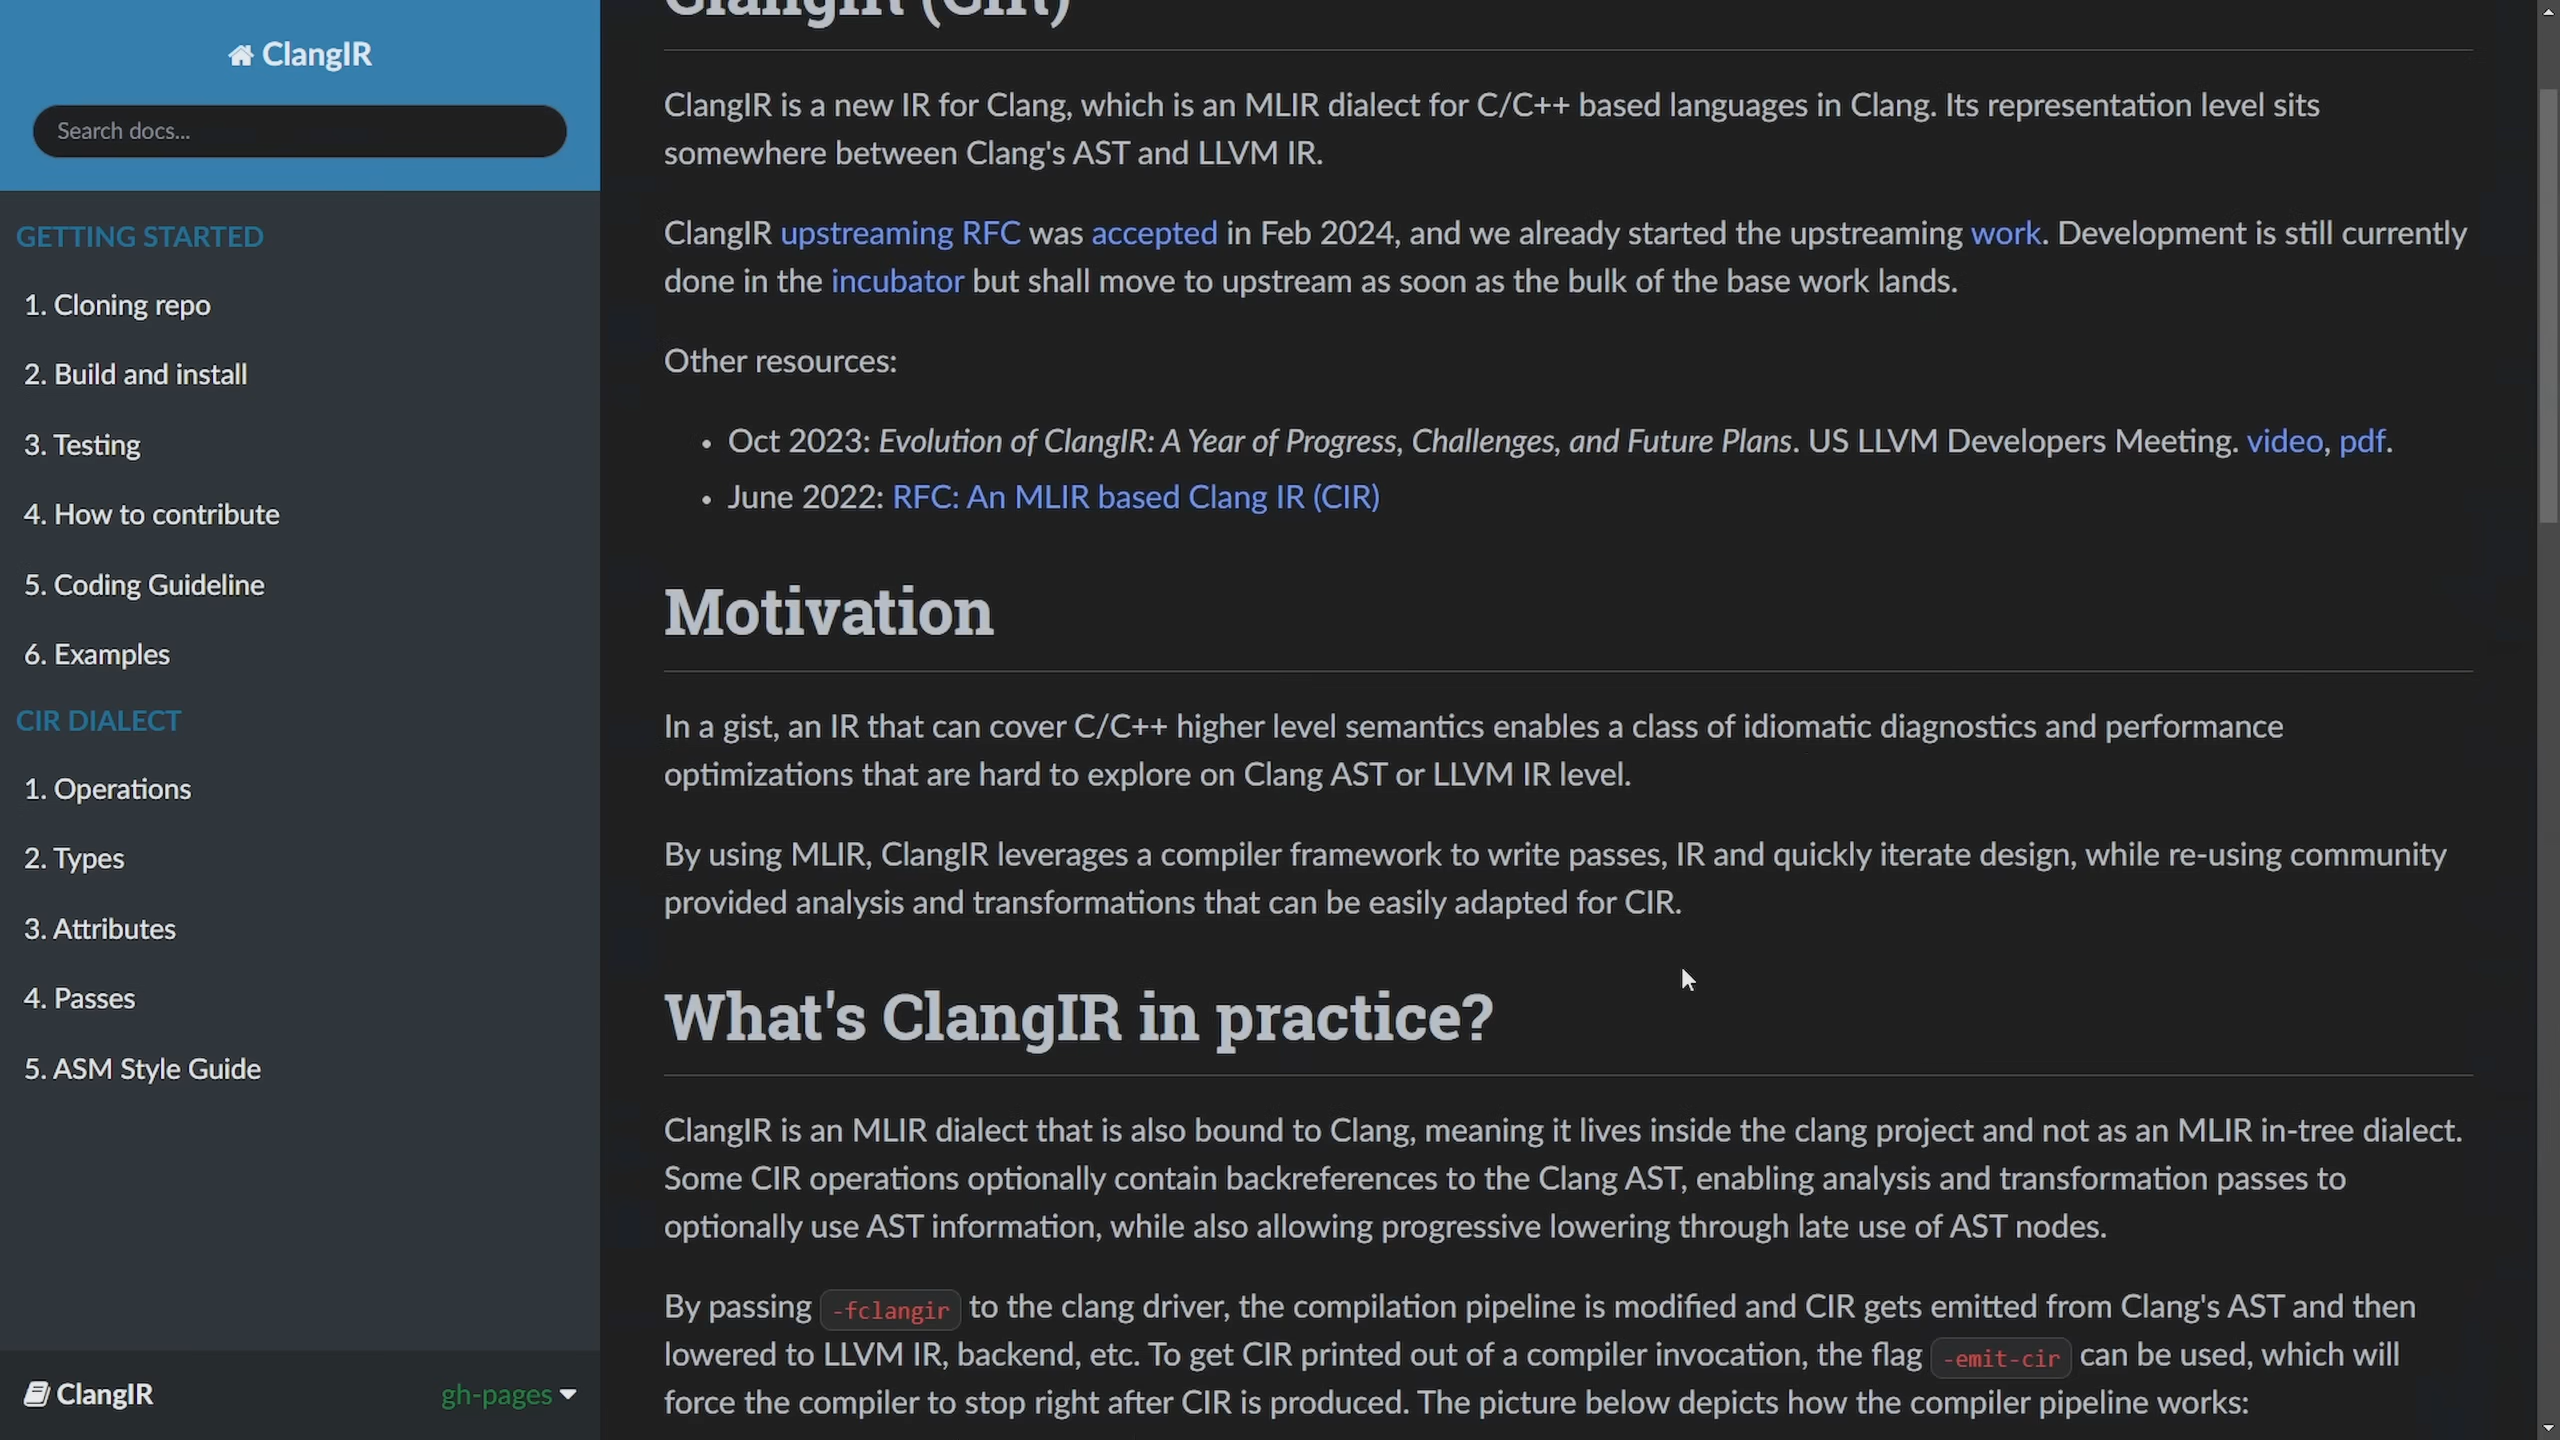 ClangIR
Search docs...
GETTING STARTED
1. Cloning repo
2. Build and install
3. Testing
4. How to contribute
5. Coding Guideline
6. Examples
CIR DIALECT
1. Operations
2. Types
3. Attributes
4. Passes
5. ASM Style Guide
ClangIR
gh-pages
ClangIR (CIR)
ClangIR is a new IR for Clang, which is an MLIR dialect for C/C++ based languages in Clang. Its representation level sits
somewhere between Clang's AST and LLVM IR.
ClangIR upstreaming RFC was accepted in Feb 2024, and we already started the upstreaming work. Development is still currently
done in the incubator but shall move to upstream as soon as the bulk of the base work lands.
Other resources:
• Oct 2023: Evolution of ClangIR: A Year of Progress, Challenges, and Future Plans. US LLVM Developers Meeting. video, pdf.
• June 2022: RFC: An MLIR based Clang IR (CIR)
Motivation
In a gist, an IR that can cover C/C++ higher level semantics enables a class of idiomatic diagnostics and performance
optimizations that are hard to explore on Clang AST or LLVM IR level.
By using MLIR, ClangIR leverages a compiler framework to write passes, IR and quickly iterate design, while re-using community
provided analysis and transformations that can be easily adapted for CIR.
What's ClangIR in practice?
ClangIR is an MLIR dialect that is also bound to Clang, meaning it lives inside the clang project and not as an MLIR in-tree dialect.
Some CIR operations optionally contain backreferences to the Clang AST, enabling analysis and transformation passes to
optionally use AST information, while also allowing progressive lowering through late use of AST nodes.
By passing -fclangir to the clang driver, the compilation pipeline is modified and CIR gets emitted from Clang's AST and then
lowered to LLVM IR, backend, etc. To get CIR printed out of a compiler invocation, the flag -emit-cir can be used, which will
force the compiler to stop right after CIR is produced. The picture below depicts how the compiler pipeline works: